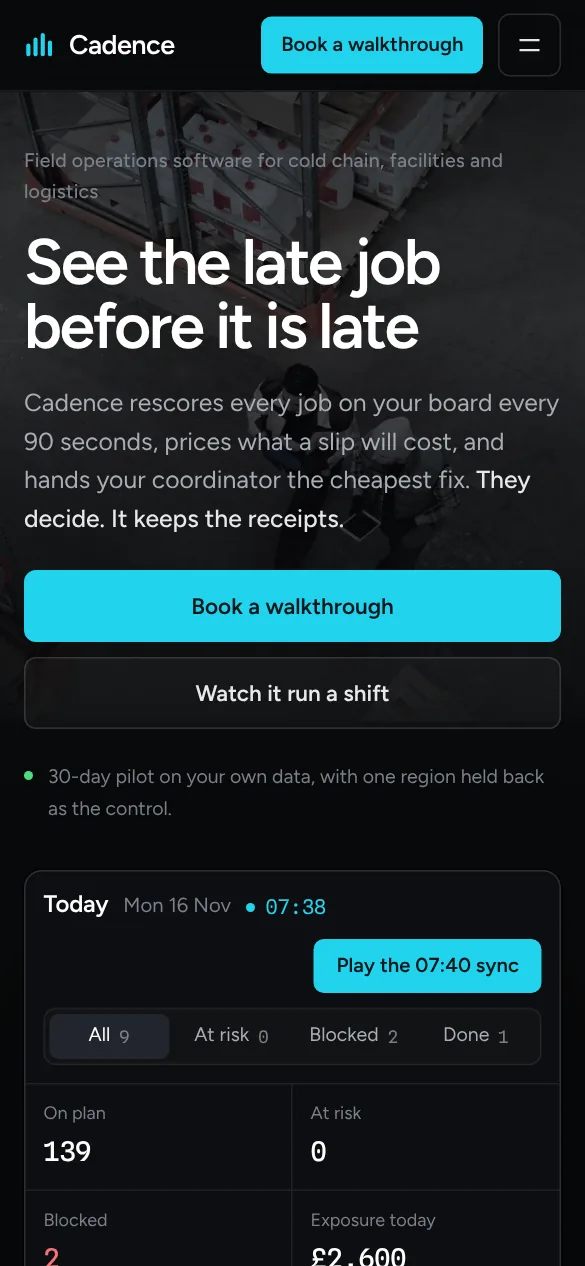 Cadence
Book a walkthrough
Field operations software for cold chain, facilities and
logistics
See the late job
before it is late
Cadence rescores every job on your board every
90 seconds, prices what a slip will cost, and
hands your coordinator the cheapest fix. They
decide. It keeps the receipts.
Book a walkthrough
Watch it run a shift
30-day pilot on your own data, with one region held back
as the control.
Today Mon 16 Nov 07:38
Play the 07:40 sync
All 9 At risk 0 Blocked 2 Done 1
On plan At risk
139 0
Blocked Exposure today
2 £2,600